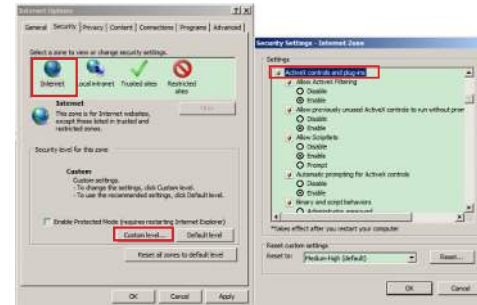 Internet Options
General Security Privacy Content Connections Programs Advanced
Select a zone to view or change security settings.
Internet Local intranet Trusted sites Restricted sites
Internet
This zone is for Internet websites,
except those listed in trusted and
restricted zones.
Sites
Security level for this zone
Custom
Custom settings.
- To change the settings, click Custom level.
- To use the recommended settings, click Default level.
Enable Protected Mode (requires restarting Internet Explorer)
Custom level... Default level
Reset all zones to default level
OK Cancel Apply
Security Settings - Internet Zone
Settings
ActiveX controls and plug-ins
Allow ActiveX Filtering
Disable
Enable
Allow previously unused ActiveX controls to run without prom
Disable
Enable
Allow Scriptlets
Disable
Enable
Prompt
Automatic prompting for ActiveX controls
Disable
Enable
Binary and script behaviors
Administrator approved
*Takes effect after you restart your computer
Reset custom settings
Reset to: Medium-high (default) Reset...
OK Cancel